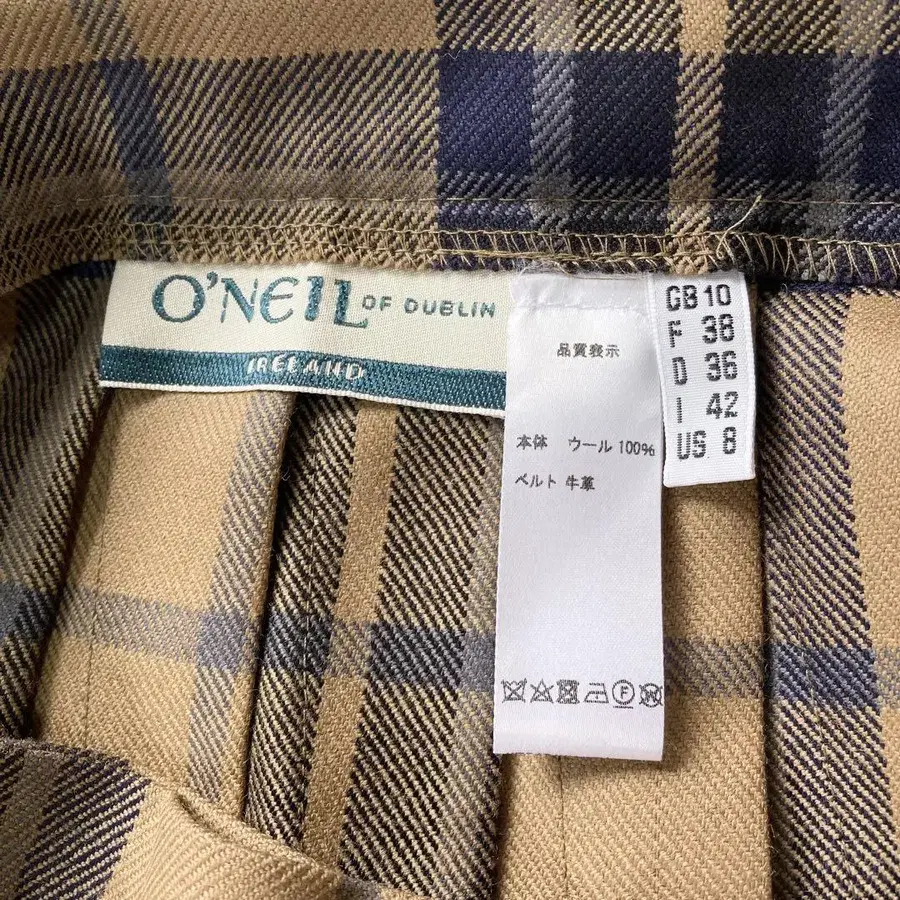 O'NEIL OF DUBLIN
IRELAND
品質表示
本体 ウール 100%
ベルト 牛革
F
GB 10
F 38
D 36
I 42
US 8